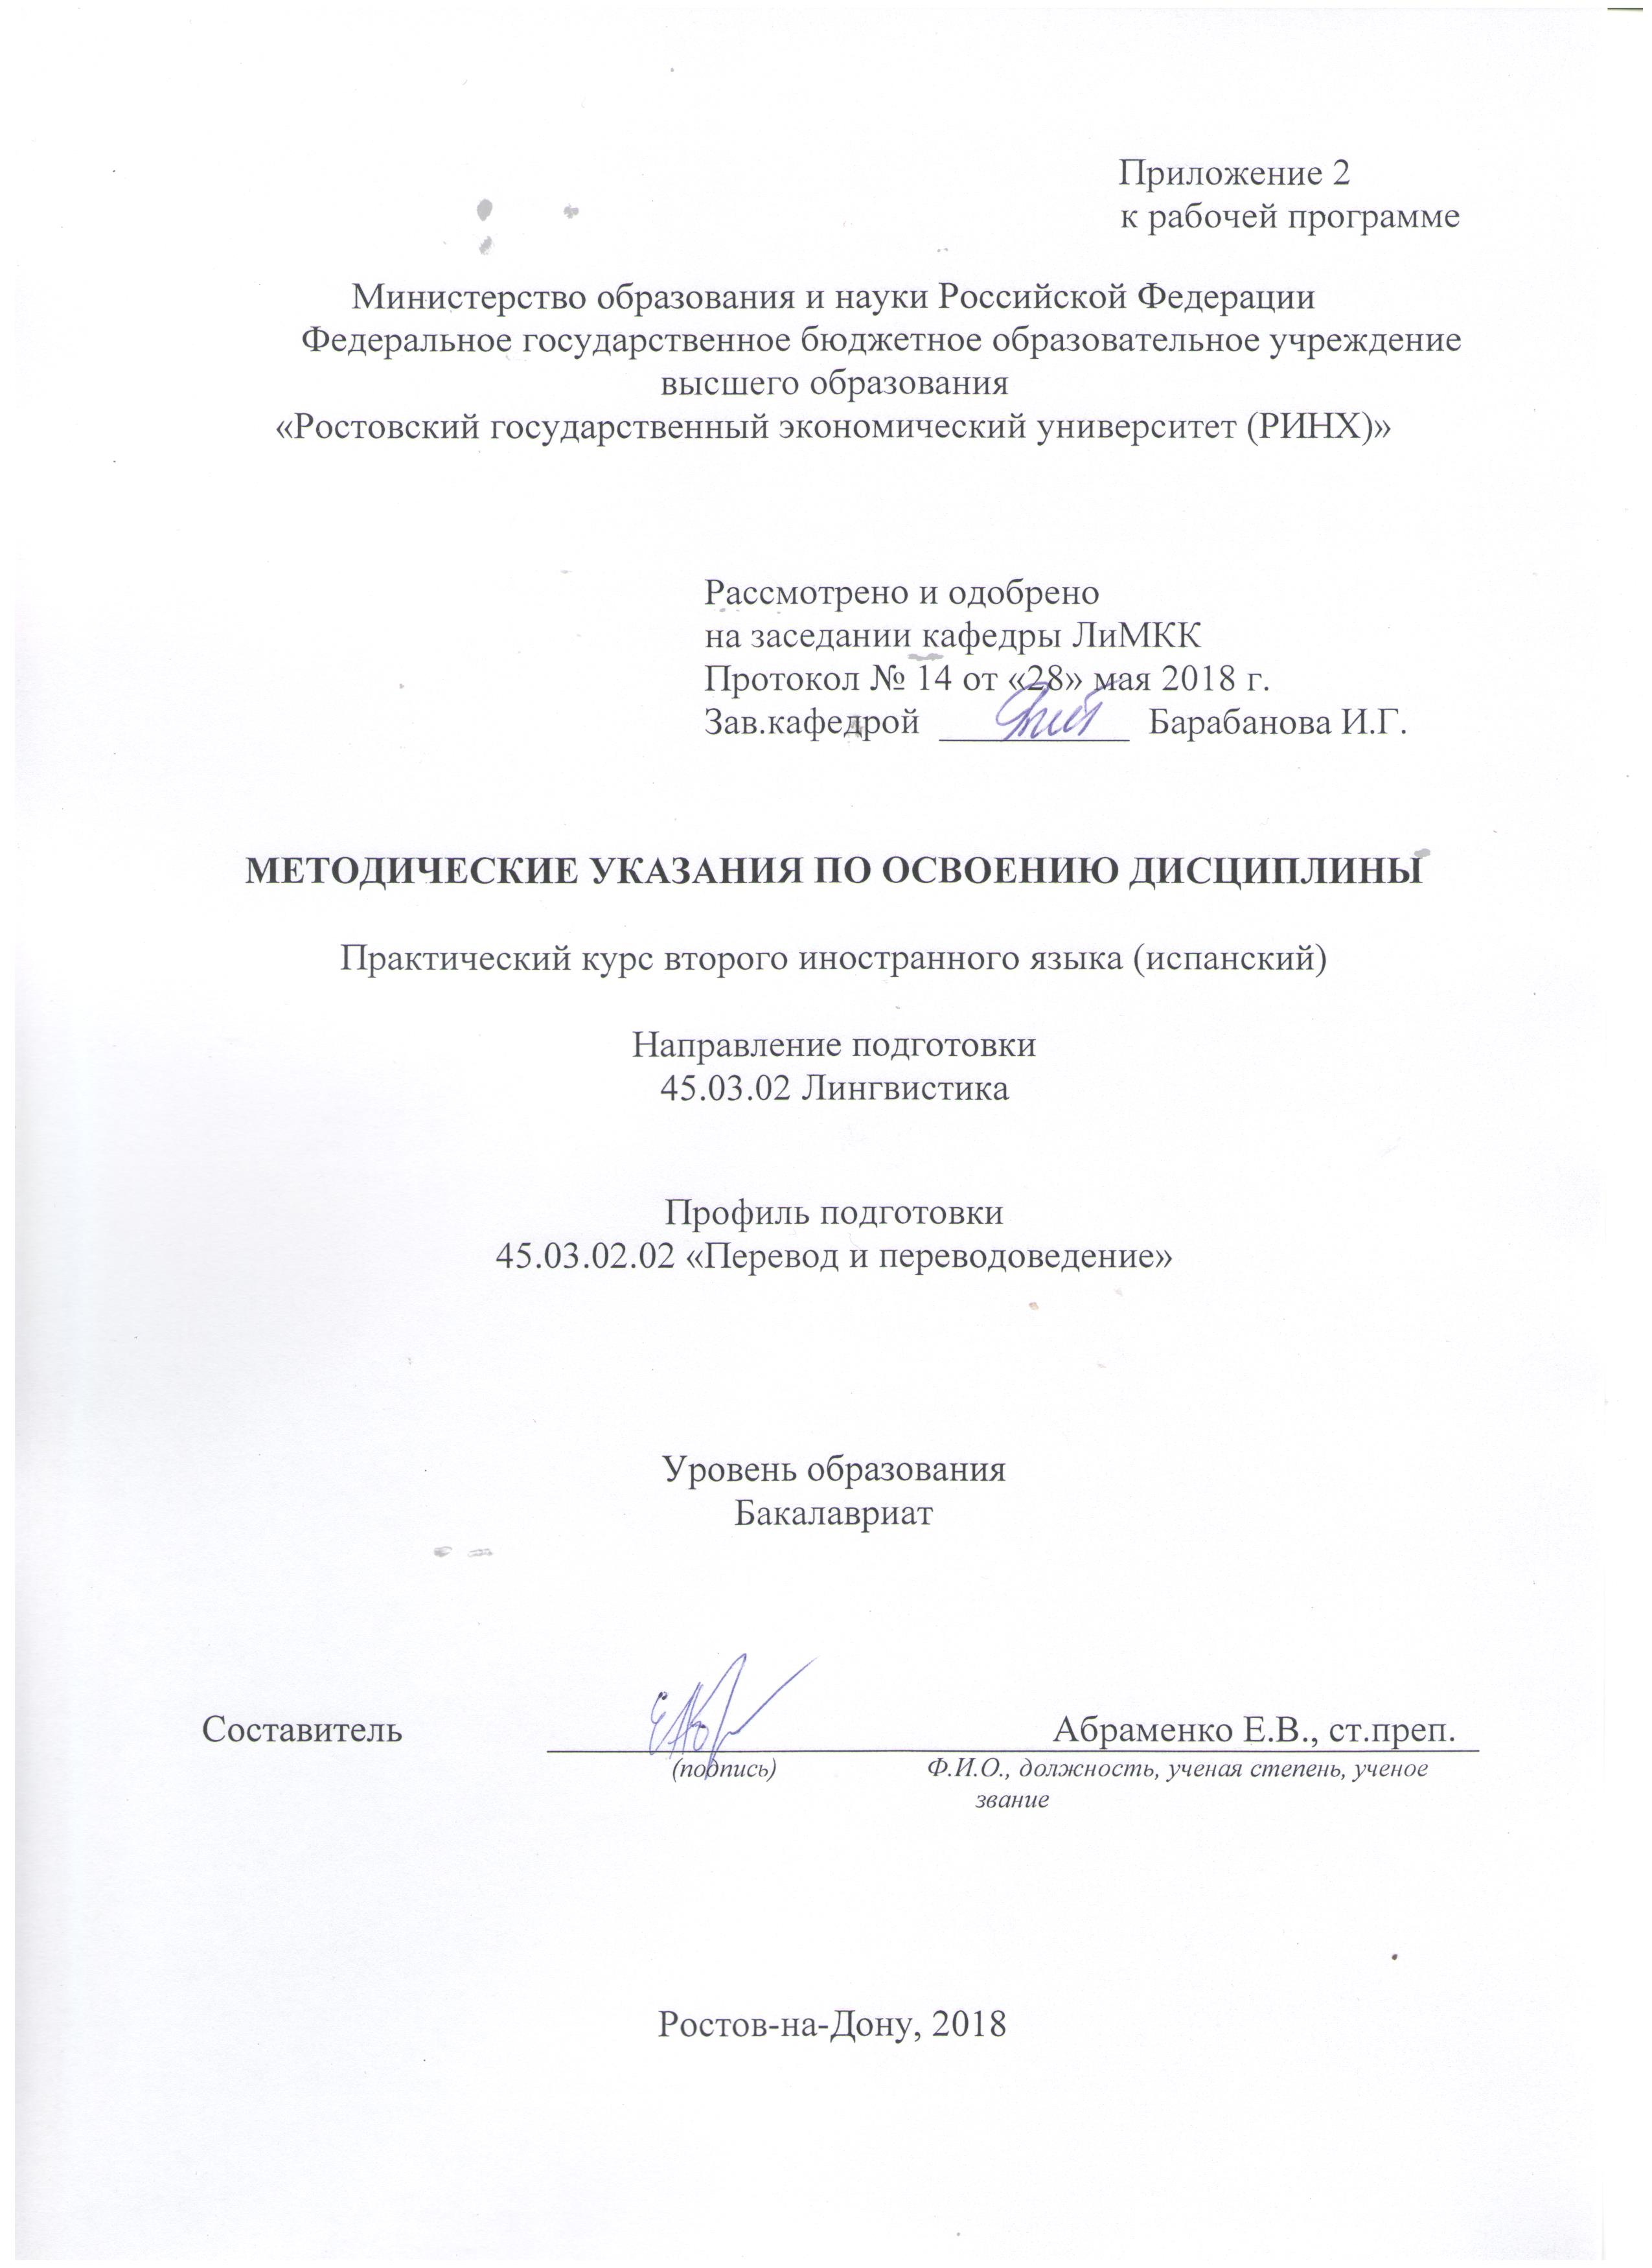 Приложение 2
к рабочей программе
Министерство образования и науки Российской Федерации
Федеральное государственное бюджетное образовательное учреждение
высшего образования
«Ростовский государственный экономический университет (РИНХ)»
Рассмотрено и одобрено
на заседании кафедры ЛиМКК
Протокол № 14 от «28» мая 2018 г.
Зав.кафедрой __________ Барабанова И.Г.
МЕТОДИЧЕСКИЕ УКАЗАНИЯ ПО ОСВОЕНИЮ ДИСЦИПЛИНЫ
Практический курс второго иностранного языка (испанский)
Направление подготовки
45.03.02 Лингвистика
Профиль подготовки
45.03.02.02 «Перевод и переводоведение»
Уровень образования
Бакалавриат
Составитель Абраменко Е.В., ст.преп.
(подпись) Ф.И.О., должность, ученая степень, ученое
звание
Ростов-на-Дону, 2018